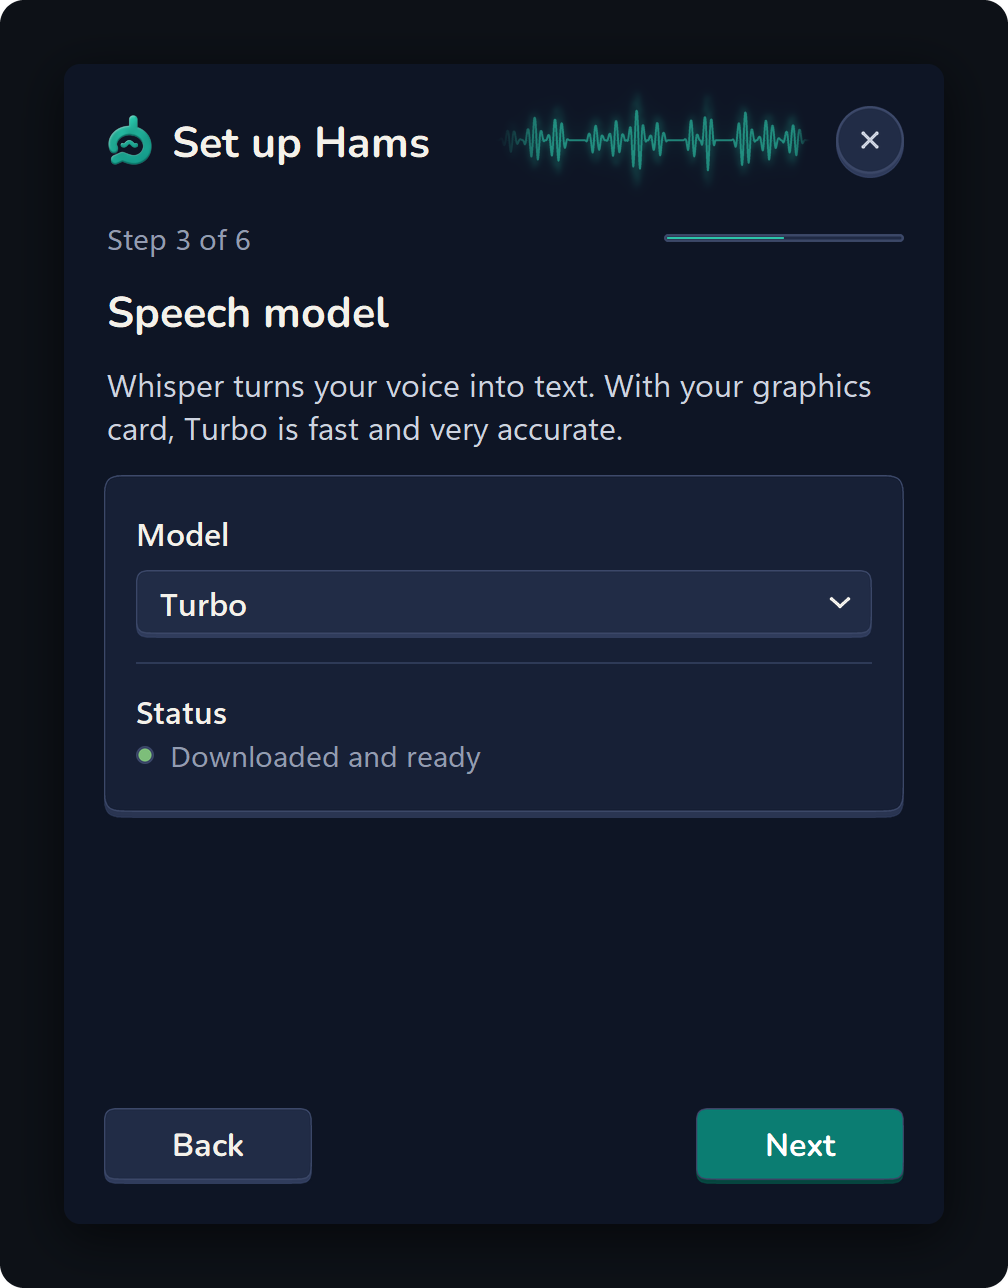 Set up Hams
Step 3 of 6
Speech model
Whisper turns your voice into text. With your graphics
card, Turbo is fast and very accurate.
Model
Turbo
Status
Downloaded and ready
Back
Next